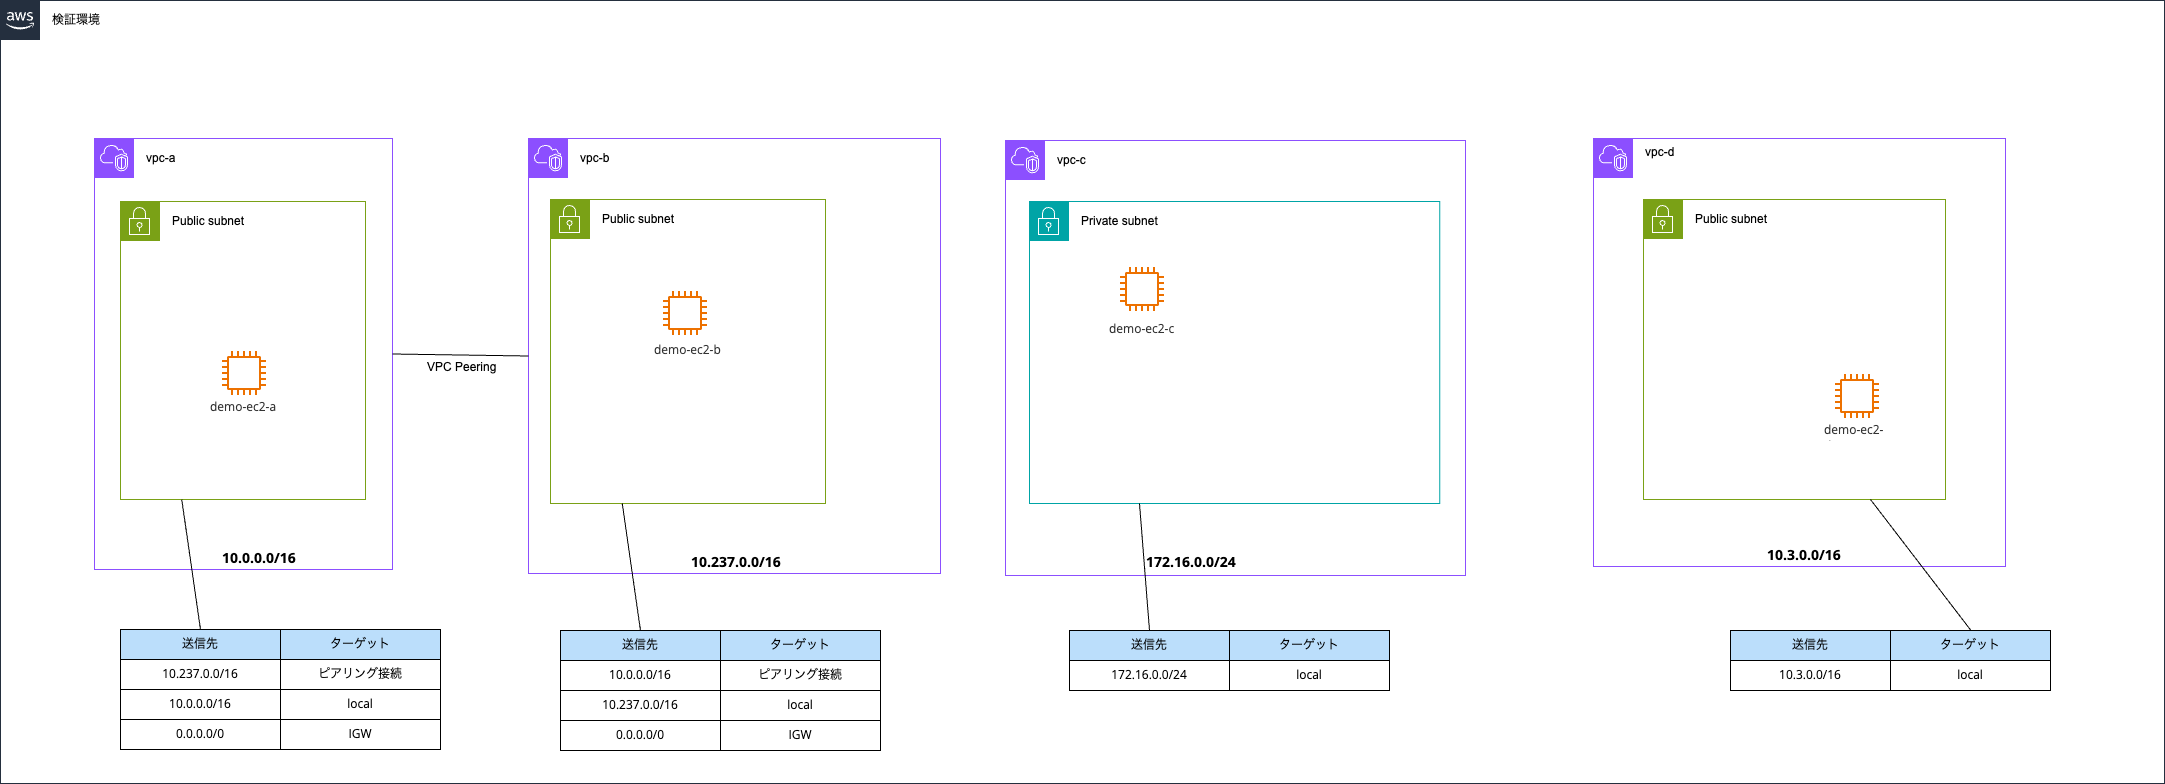 aws
検証環境
vpc-a
Public subnet
demo-ec2-a
10.0.0.0/16
VPC Peering
vpc-b
Public subnet
demo-ec2-b
10.237.0.0/16
vpc-c
Private subnet
demo-ec2-c
172.16.0.0/24
vpc-d
Public subnet
demo-ec2-
10.3.0.0/16
送信先 ターゲット
10.237.0.0/16 ピアリング接続
10.0.0.0/16 local
0.0.0.0/0 IGW
送信先 ターゲット
10.0.0.0/16 ピアリング接続
10.237.0.0/16 local
0.0.0.0/0 IGW
送信先 ターゲット
172.16.0.0/24 local
送信先 ターゲット
10.3.0.0/16 local